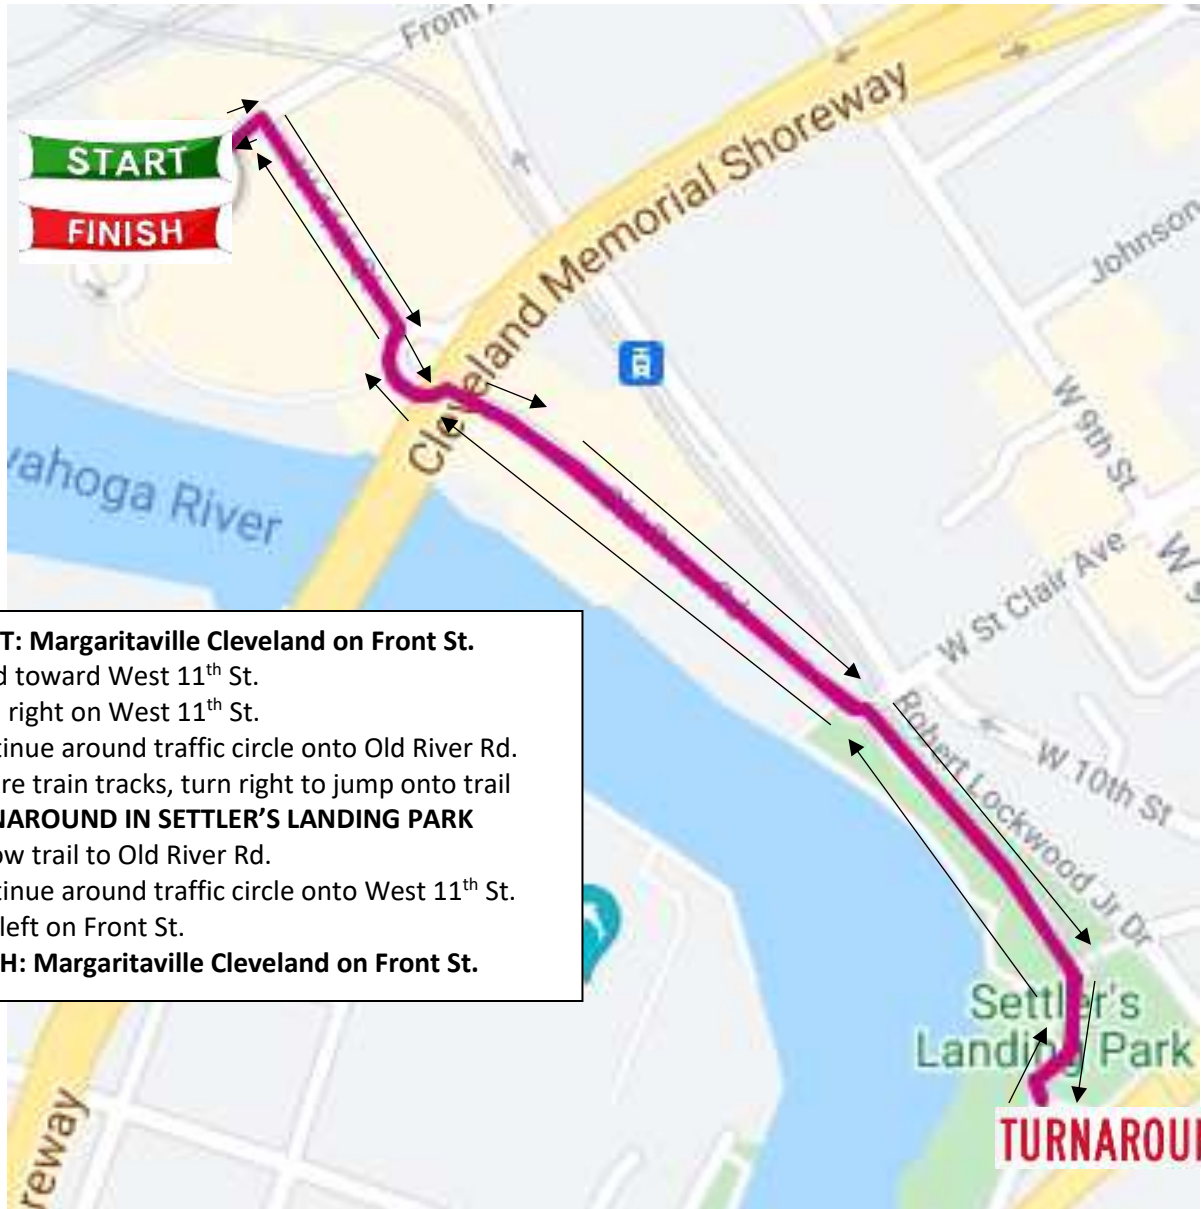 Front
START
FINISH
Cleveland Memorial Shoreway
Johnson
W 9th St
vahoga River
W St Clair Ave
W 9
T: Margaritaville Cleveland on Front St.
d toward West 11th St.
right on West 11th St.
tinue around traffic circle onto Old River Rd.
re train tracks, turn right to jump onto trail
NAROUND IN SETTLER'S LANDING PARK
ow trail to Old River Rd.
tinue around traffic circle onto West 11th St.
left on Front St.
H: Margaritaville Cleveland on Front St.
Robert Lockwood Jr Dr
W 10th St
Settler's
Landing Park
TURNAROU
reway